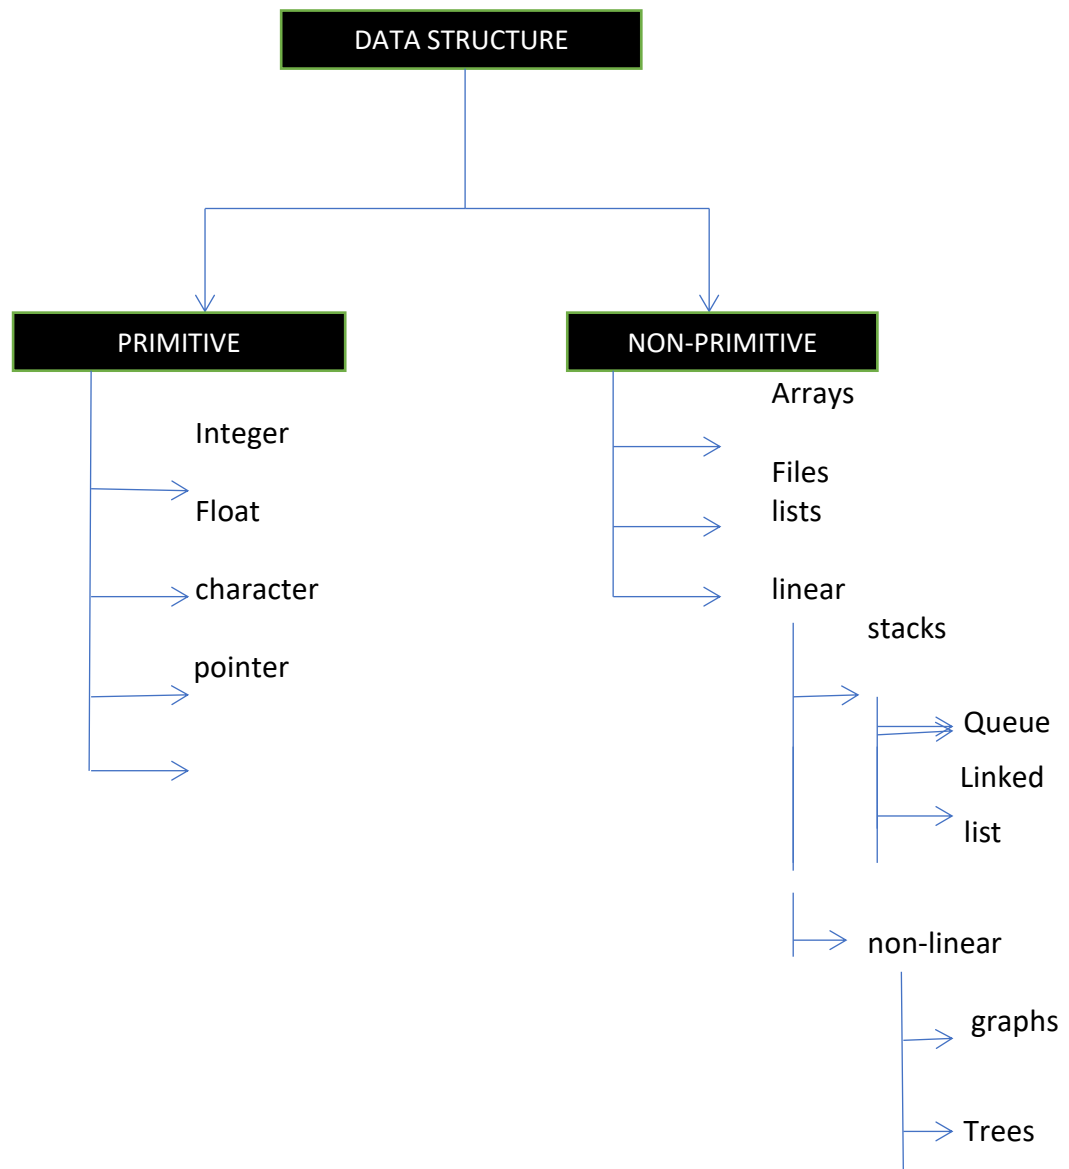 DATA STRUCTURE
PRIMITIVE
NON-PRIMITIVE
Integer
Float
character
pointer
Arrays
Files
lists
linear
stacks
Queue
Linked
list
non-linear
graphs
Trees